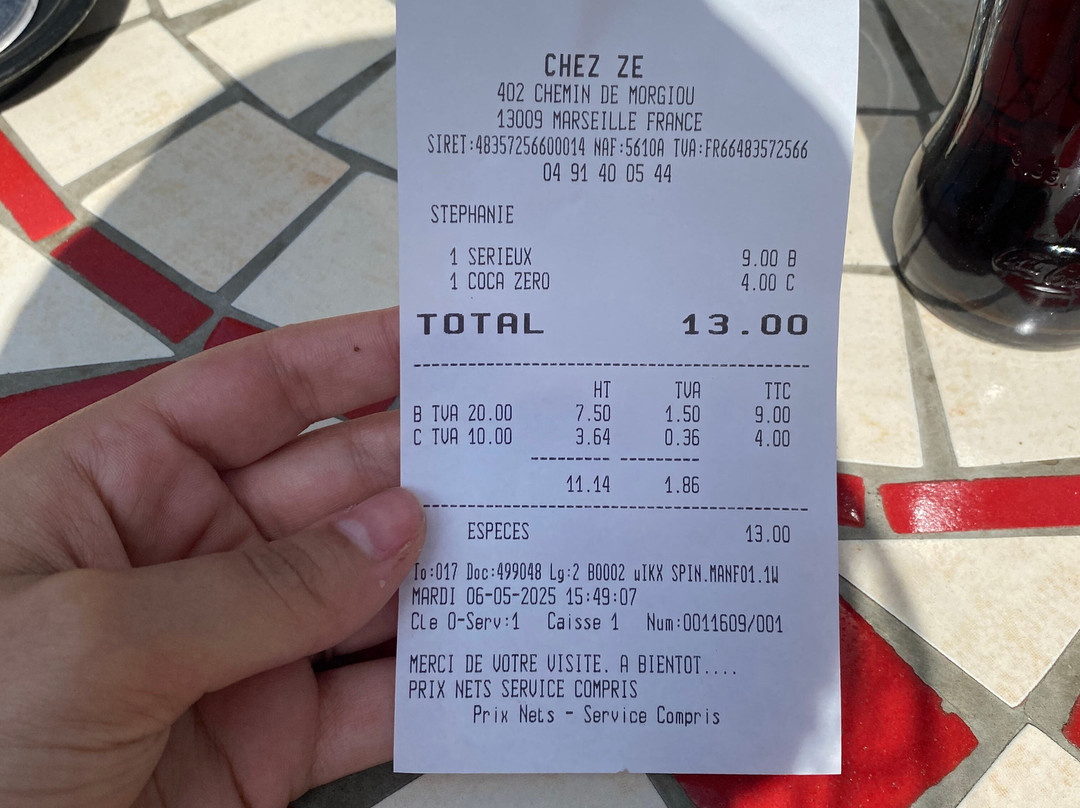 CHEZ ZE
402 CHEMIN DE MORGIOU
13009 MARSEILLE FRANCE
SIRET:48357256600014 NAF:5610A TVA:FR66483572566
04 91 40 05 44
STEPHANIE
1 SERIEUX 9.00 B
1 COCA ZERO 4.00 C
TOTAL 13.00
HT TVA TTC
B TVA 20.00 7.50 1.50 9.00
C TVA 10.00 3.64 0.36 4.00
11.14 1.86
ESPECES 13.00
To:017 Doc:499048 Lg:2 B0002 µIKX SPIN.MANF01.1W
MARDI 06-05-2025 15:49:07
Cle 0-Serv:1 Caisse 1 Num:0011609/001
MERCI DE VOTRE VISITE. A BIENTOT....
PRIX NETS SERVICE COMPRIS
Prix Nets - Service Compris